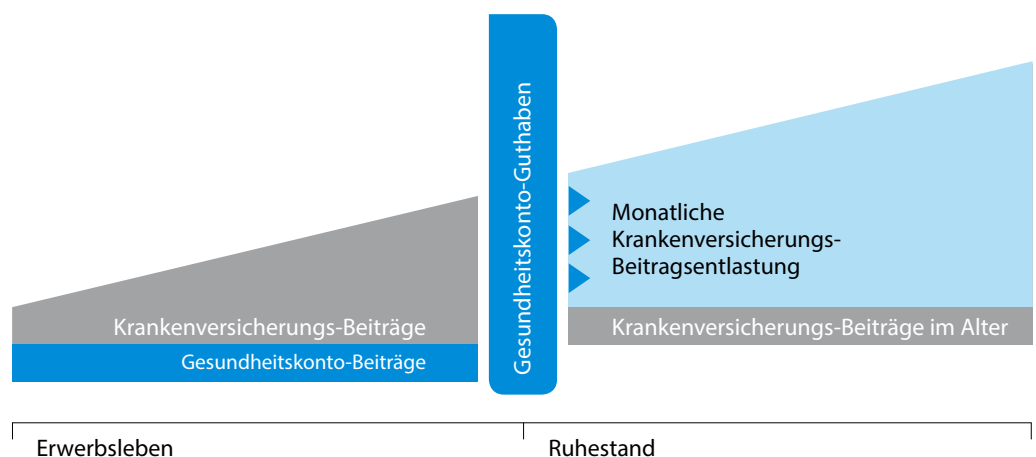 Krankenversicherungs-Beiträge
Gesundheitskonto-Beiträge
Gesundheitskonto-Guthaben
Monatliche
Krankenversicherungs-
Beitragsentlastung
Krankenversicherungs-Beiträge im Alter
Erwerbsleben
Ruhestand